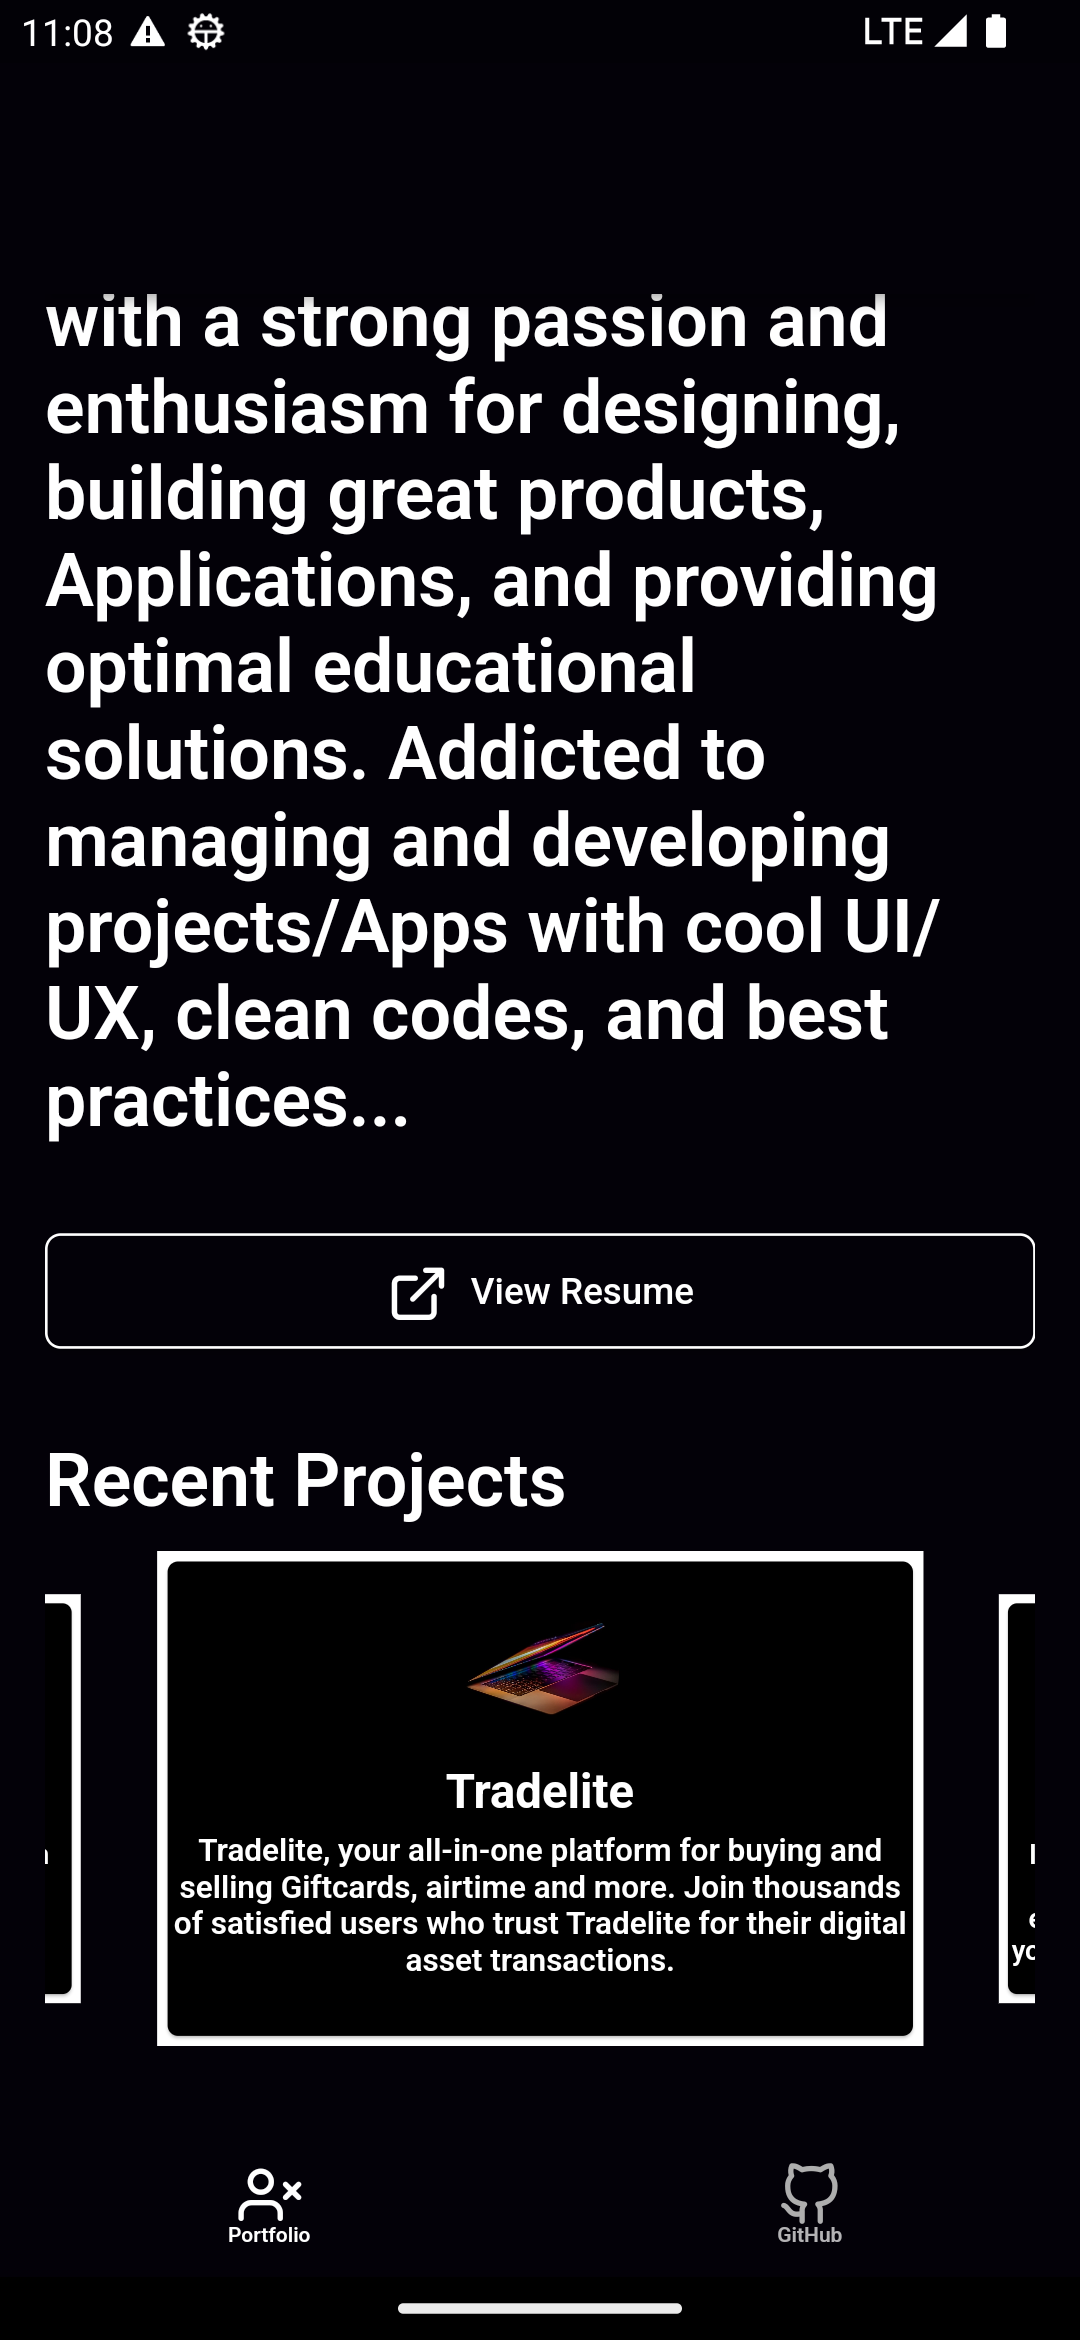 11:08
LTE
with a strong passion and
enthusiasm for designing,
building great products,
Applications, and providing
optimal educational
solutions. Addicted to
managing and developing
projects/Apps with cool UI/
UX, clean codes, and best
practices...
View Resume
Recent Projects
Tradelite
Tradelite, your all-in-one platform for buying and
selling Giftcards, airtime and more. Join thousands
of satisfied users who trust Tradelite for their digital
asset transactions.
Portfolio
GitHub